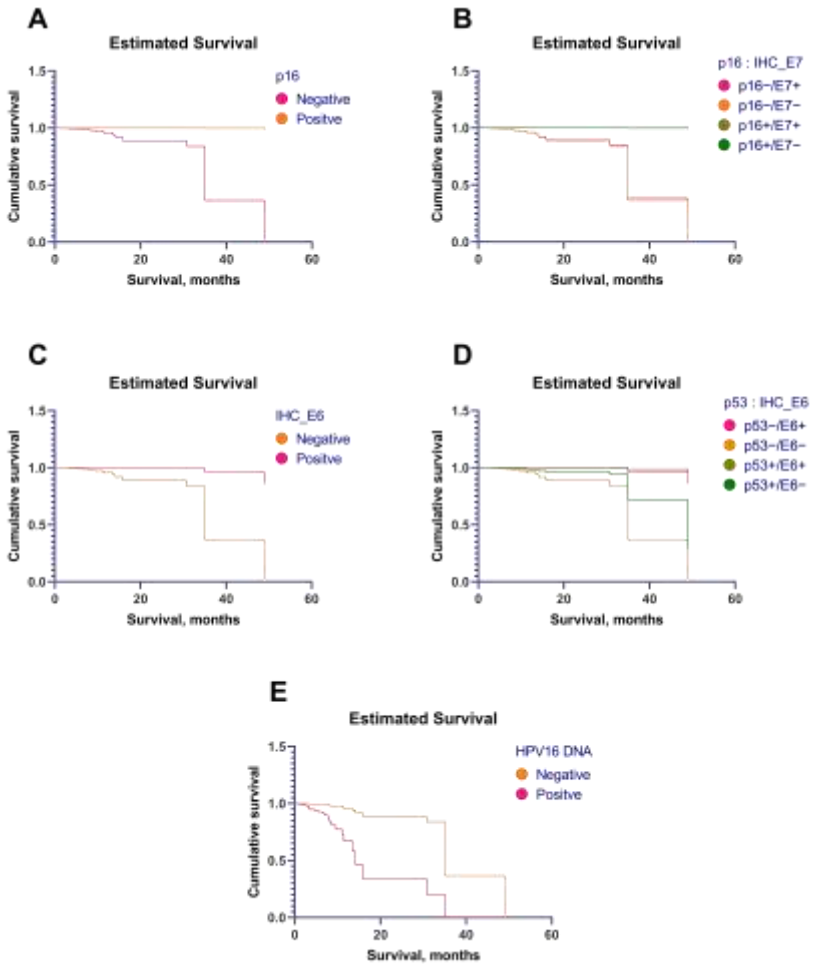 A
Estimated Survival
p16
Negative
Positve
Cumulative survival
1.5
1.0
0.5
0.0
0
20
40
60
Survival, months
B
Estimated Survival
p16 : IHC_E7
p16−/E7+
p16−/E7−
p16+/E7+
p16+/E7−
Cumulative survival
1.5
1.0
0.5
0.0
0
20
40
60
Survival, months
C
Estimated Survival
IHC_E6
Negative
Positve
Cumulative survival
1.5
1.0
0.5
0.0
0
20
40
60
Survival, months
D
Estimated Survival
p53 : IHC_E6
p53−/E6+
p53−/E6−
p53+/E6+
p53+/E6−
Cumulative survival
1.5
1.0
0.5
0.0
0
20
40
60
Survival, months
E
Estimated Survival
HPV16 DNA
Negative
Positve
Cumulative survival
1.5
1.0
0.5
0.0
0
20
40
60
Survival, months